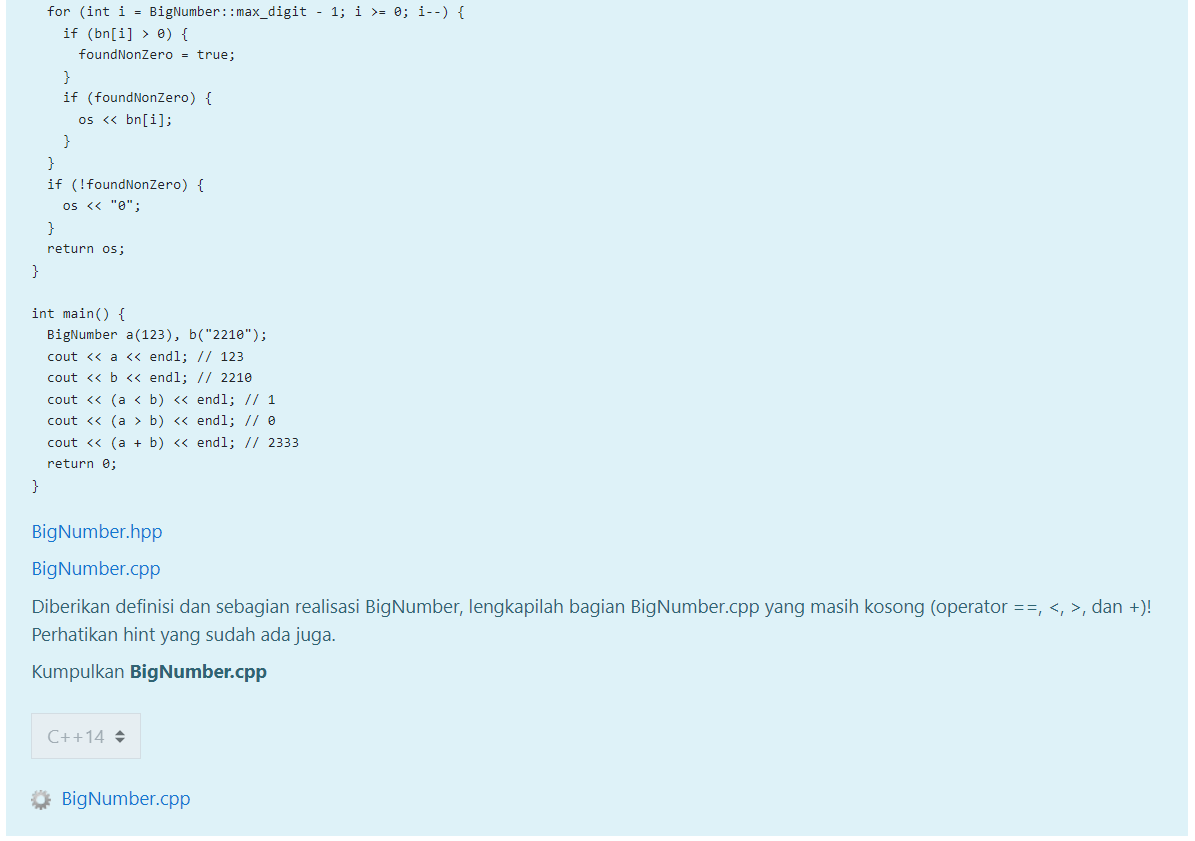 for (int i = BigNumber::max_digit - 1; i >= 0; i--) {
if (bn[i] > 0) {
foundNonZero = true;
}
if (foundNonZero) {
os << bn[i];
}
}
if (!foundNonZero) {
os << "0";
}
return os;
}
int main() {
BigNumber a(123), b("2210");
cout << a << endl; // 123
cout << b << endl; // 2210
cout << (a < b) << endl; // 1
cout << (a > b) << endl; // 0
cout << (a + b) << endl; // 2333
return 0;
}
BigNumber.hpp
BigNumber.cpp
Diberikan definisi dan sebagian realisasi BigNumber, lengkapilah bagian BigNumber.cpp yang masih kosong (operator ==, <, >, dan +)!
Perhatikan hint yang sudah ada juga.
Kumpulkan BigNumber.cpp
C++14
BigNumber.cpp